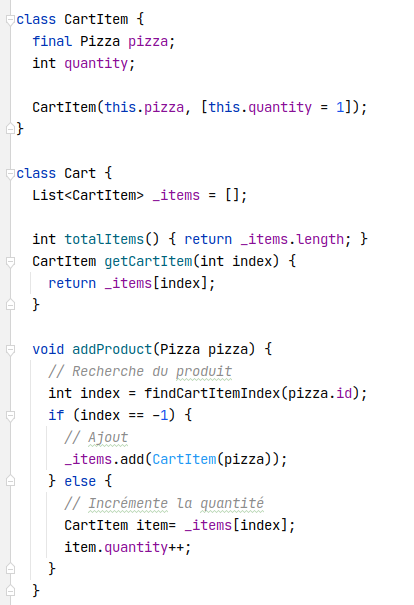 class CartItem {
  final Pizza pizza;
  int quantity;

  CartItem(this.pizza, [this.quantity = 1]);
}

class Cart {
  List<CartItem> _items = [];

  int totalItems() { return _items.length; }
  CartItem getCartItem(int index) {
    return _items[index];
  }

  void addProduct(Pizza pizza) {
    // Recherche du produit
    int index = findCartItemIndex(pizza.id);
    if (index == -1) {
      // Ajout
      _items.add(CartItem(pizza));
    } else {
      // Incrémente la quantité
      CartItem item= _items[index];
      item.quantity++;
    }
  }